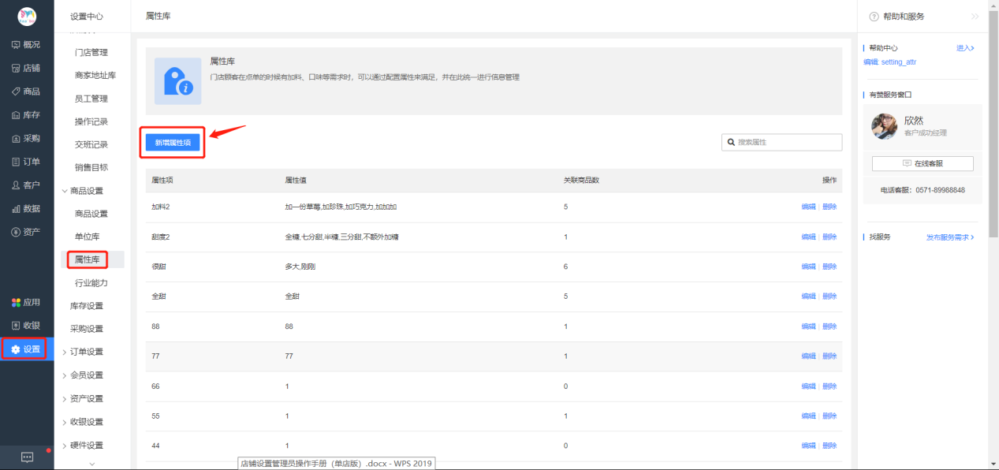 概况
店铺
商品
库存
采购
订单
客户
数据
资产
应用
收银
设置
设置中心
门店管理
商家地址库
员工管理
操作记录
交班记录
销售目标
商品设置
商品设置
单位库
属性库
行业能力
库存设置
采购设置
订单设置
会员设置
资产设置
收银设置
硬件设置
属性库
属性库
门店顾客在点单的时候有加料、口味等需求时，可以通过配置属性来满足，并在此统一进行信息管理
新增属性项
搜索属性
属性项 属性值 关联商品数 操作
加料2 加一份草莓,加珍珠,加巧克力,加加加 5 编辑 | 删除
甜度2 全糖,七分甜,半糖,三分甜,不额外加糖 1 编辑 | 删除
很甜 多大,刚刚 6 编辑 | 删除
全甜 全甜 5 编辑 | 删除
88 88 1 编辑 | 删除
77 77 1 编辑 | 删除
66 1 0 编辑 | 删除
55 1 1 编辑 | 删除
44 1 0 编辑 | 删除
店铺设置管理员操作手册（单店版）.docx - WPS 2019
帮助和服务
帮助中心 进入
编辑: setting_attr
有赞服务窗口
欣然
客户成功经理
在线客服
电话客服：0571-89988848
找服务 发布服务需求